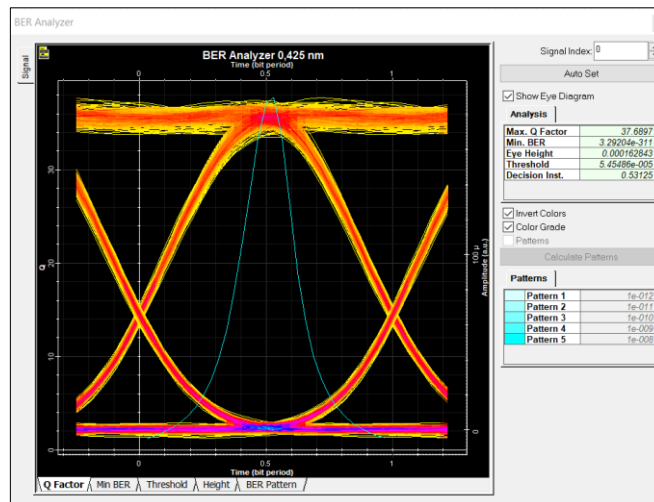 BER Analyzer
Signal
BER Analyzer 0,425 nm
Time (bit period)
0 0.5 1
Q
30
20
10
0
Amplitude (a.u.)
100 µ
0
0 0.5 1
Time (bit period)
Q Factor Min BER Threshold Height BER Pattern
Signal Index: 0
Auto Set
Show Eye Diagram
Analysis
Max. Q Factor 37.6897
Min. BER 3.29204e-311
Eye Height 0.000162843
Threshold 5.45486e-005
Decision Inst. 0.53125
Invert Colors
Color Grade
Patterns
Calculate Patterns
Patterns
Pattern 1 1e-012
Pattern 2 1e-011
Pattern 3 1e-010
Pattern 4 1e-009
Pattern 5 1e-008